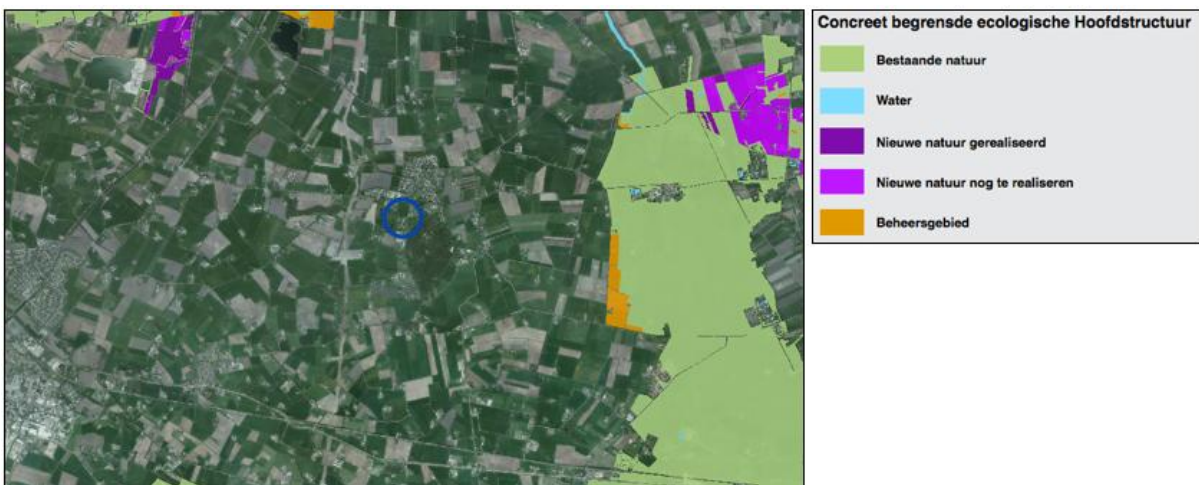 Concreet begrensde ecologische Hoofdstructuur
Bestaande natuur
Water
Nieuwe natuur gerealiseerd
Nieuwe natuur nog te realiseren
Beheersgebied